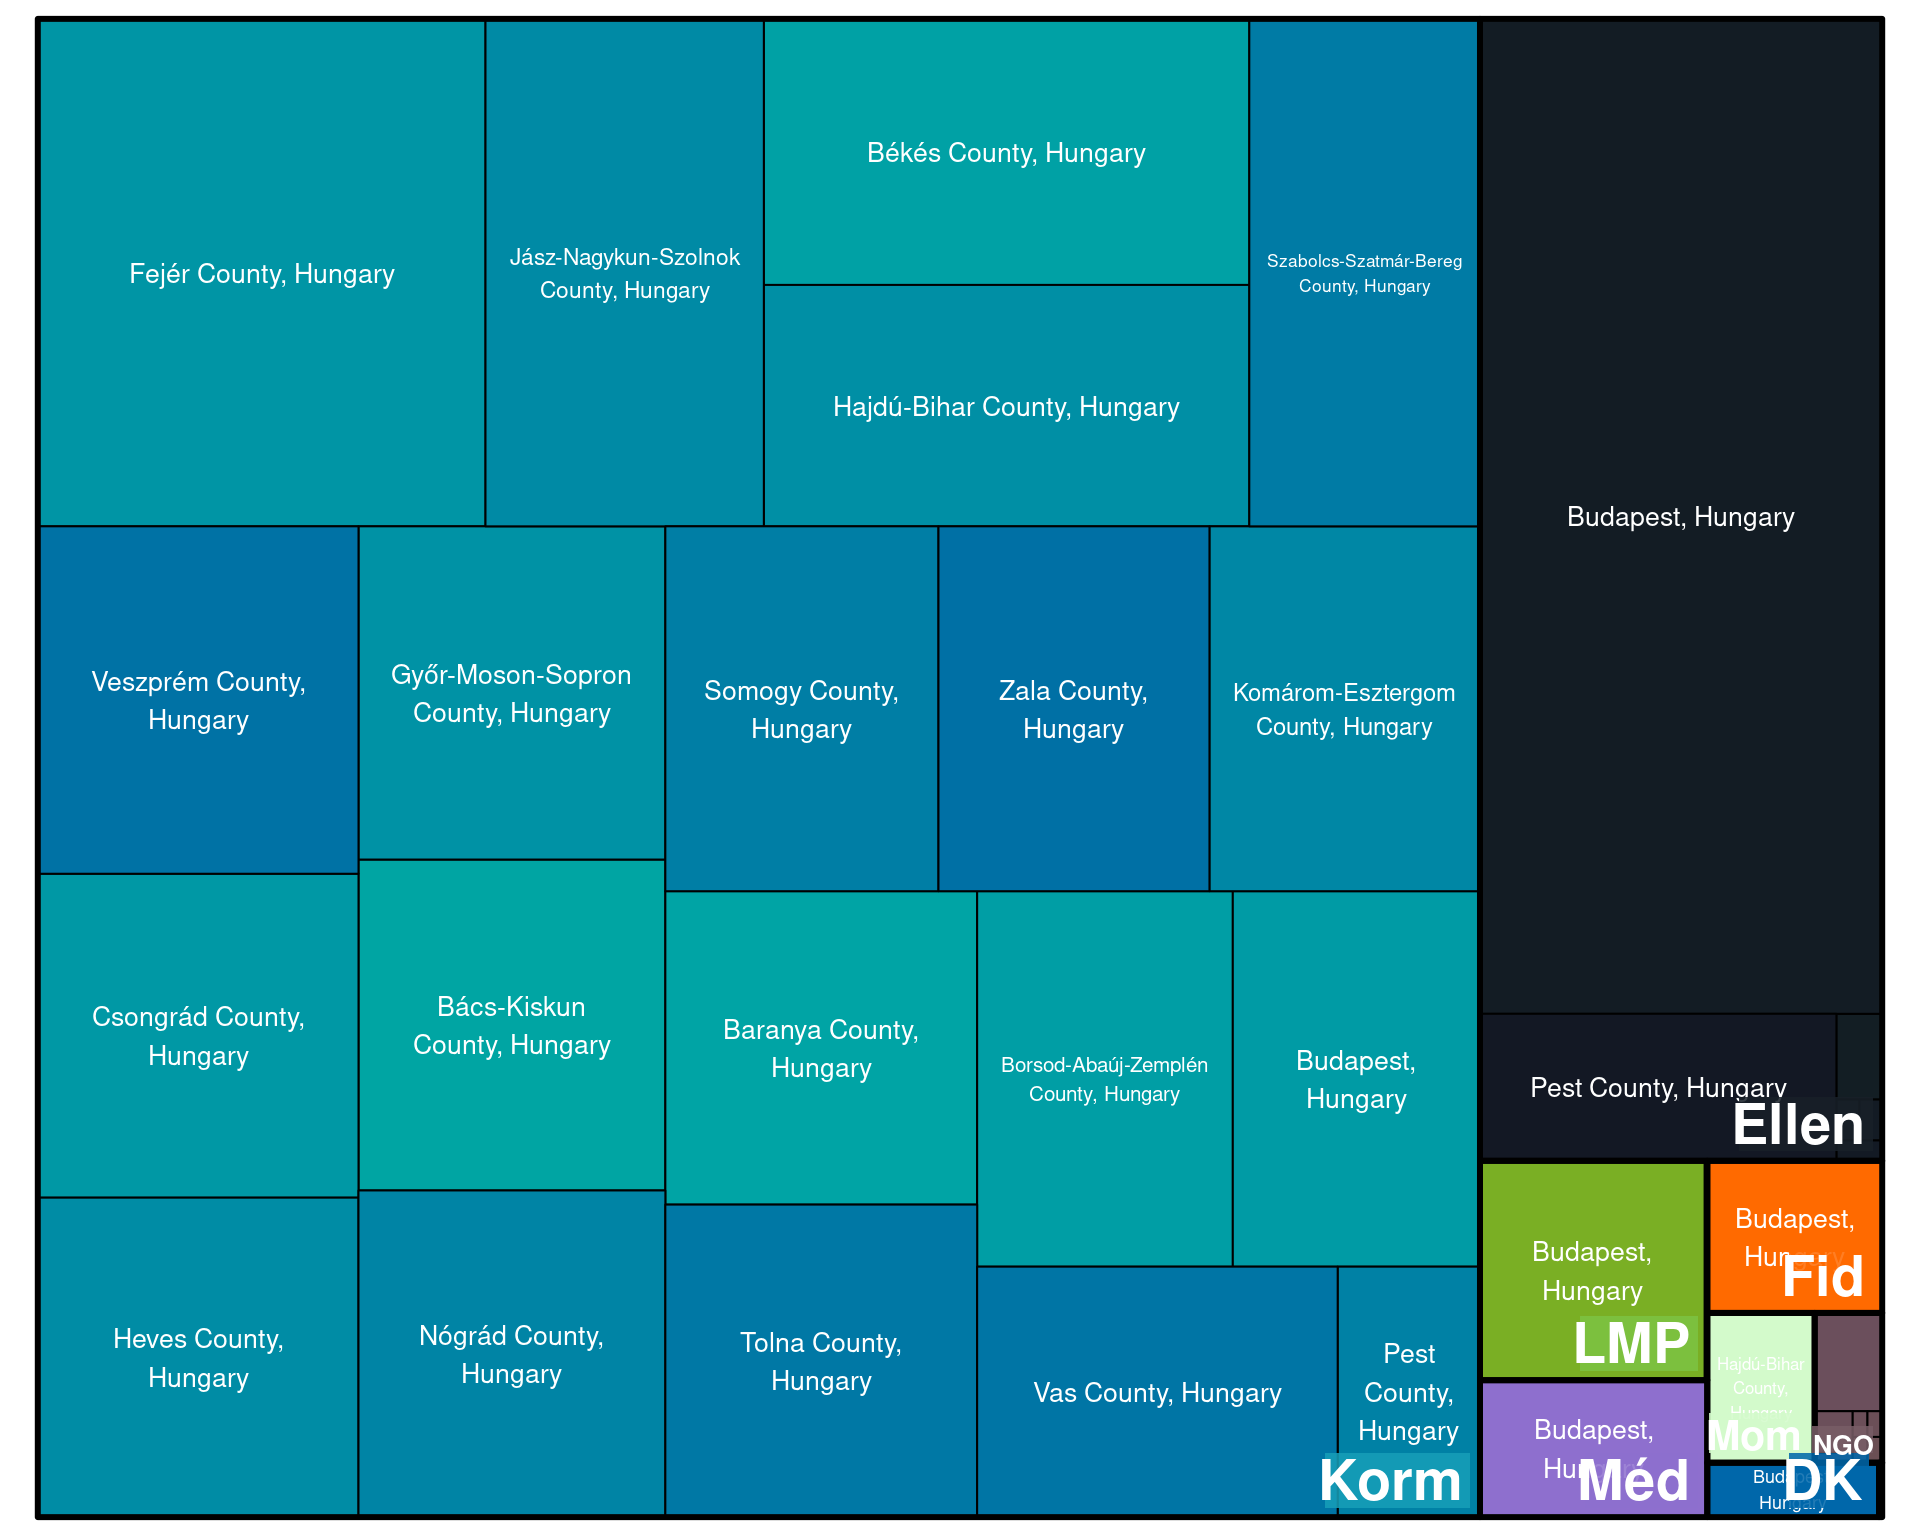 Fejér County, Hungary
Jász-Nagykun-Szolnok
County, Hungary
Békés County, Hungary
Hajdú-Bihar County, Hungary
Szabolcs-Szatmár-Bereg
County, Hungary
Veszprém County,
Hungary
Győr-Moson-Sopron
County, Hungary
Somogy County,
Hungary
Zala County,
Hungary
Komárom-Esztergom
County, Hungary
Csongrád County,
Hungary
Bács-Kiskun
County, Hungary
Baranya County,
Hungary
Borsod-Abaúj-Zemplén
County, Hungary
Budapest,
Hungary
Heves County,
Hungary
Nógrád County,
Hungary
Tolna County,
Hungary
Vas County, Hungary
Pest
County,
Hungary
Korm
Budapest, Hungary
Pest County, Hungary
Ellen
Budapest,
Hungary
LMP
Budapest,
Hungary
Fid
Budapest,
Hungary
Méd
Hajdú-Bihar
County,
Hungary
Mom
NGO
Budapest,
Hungary
DK